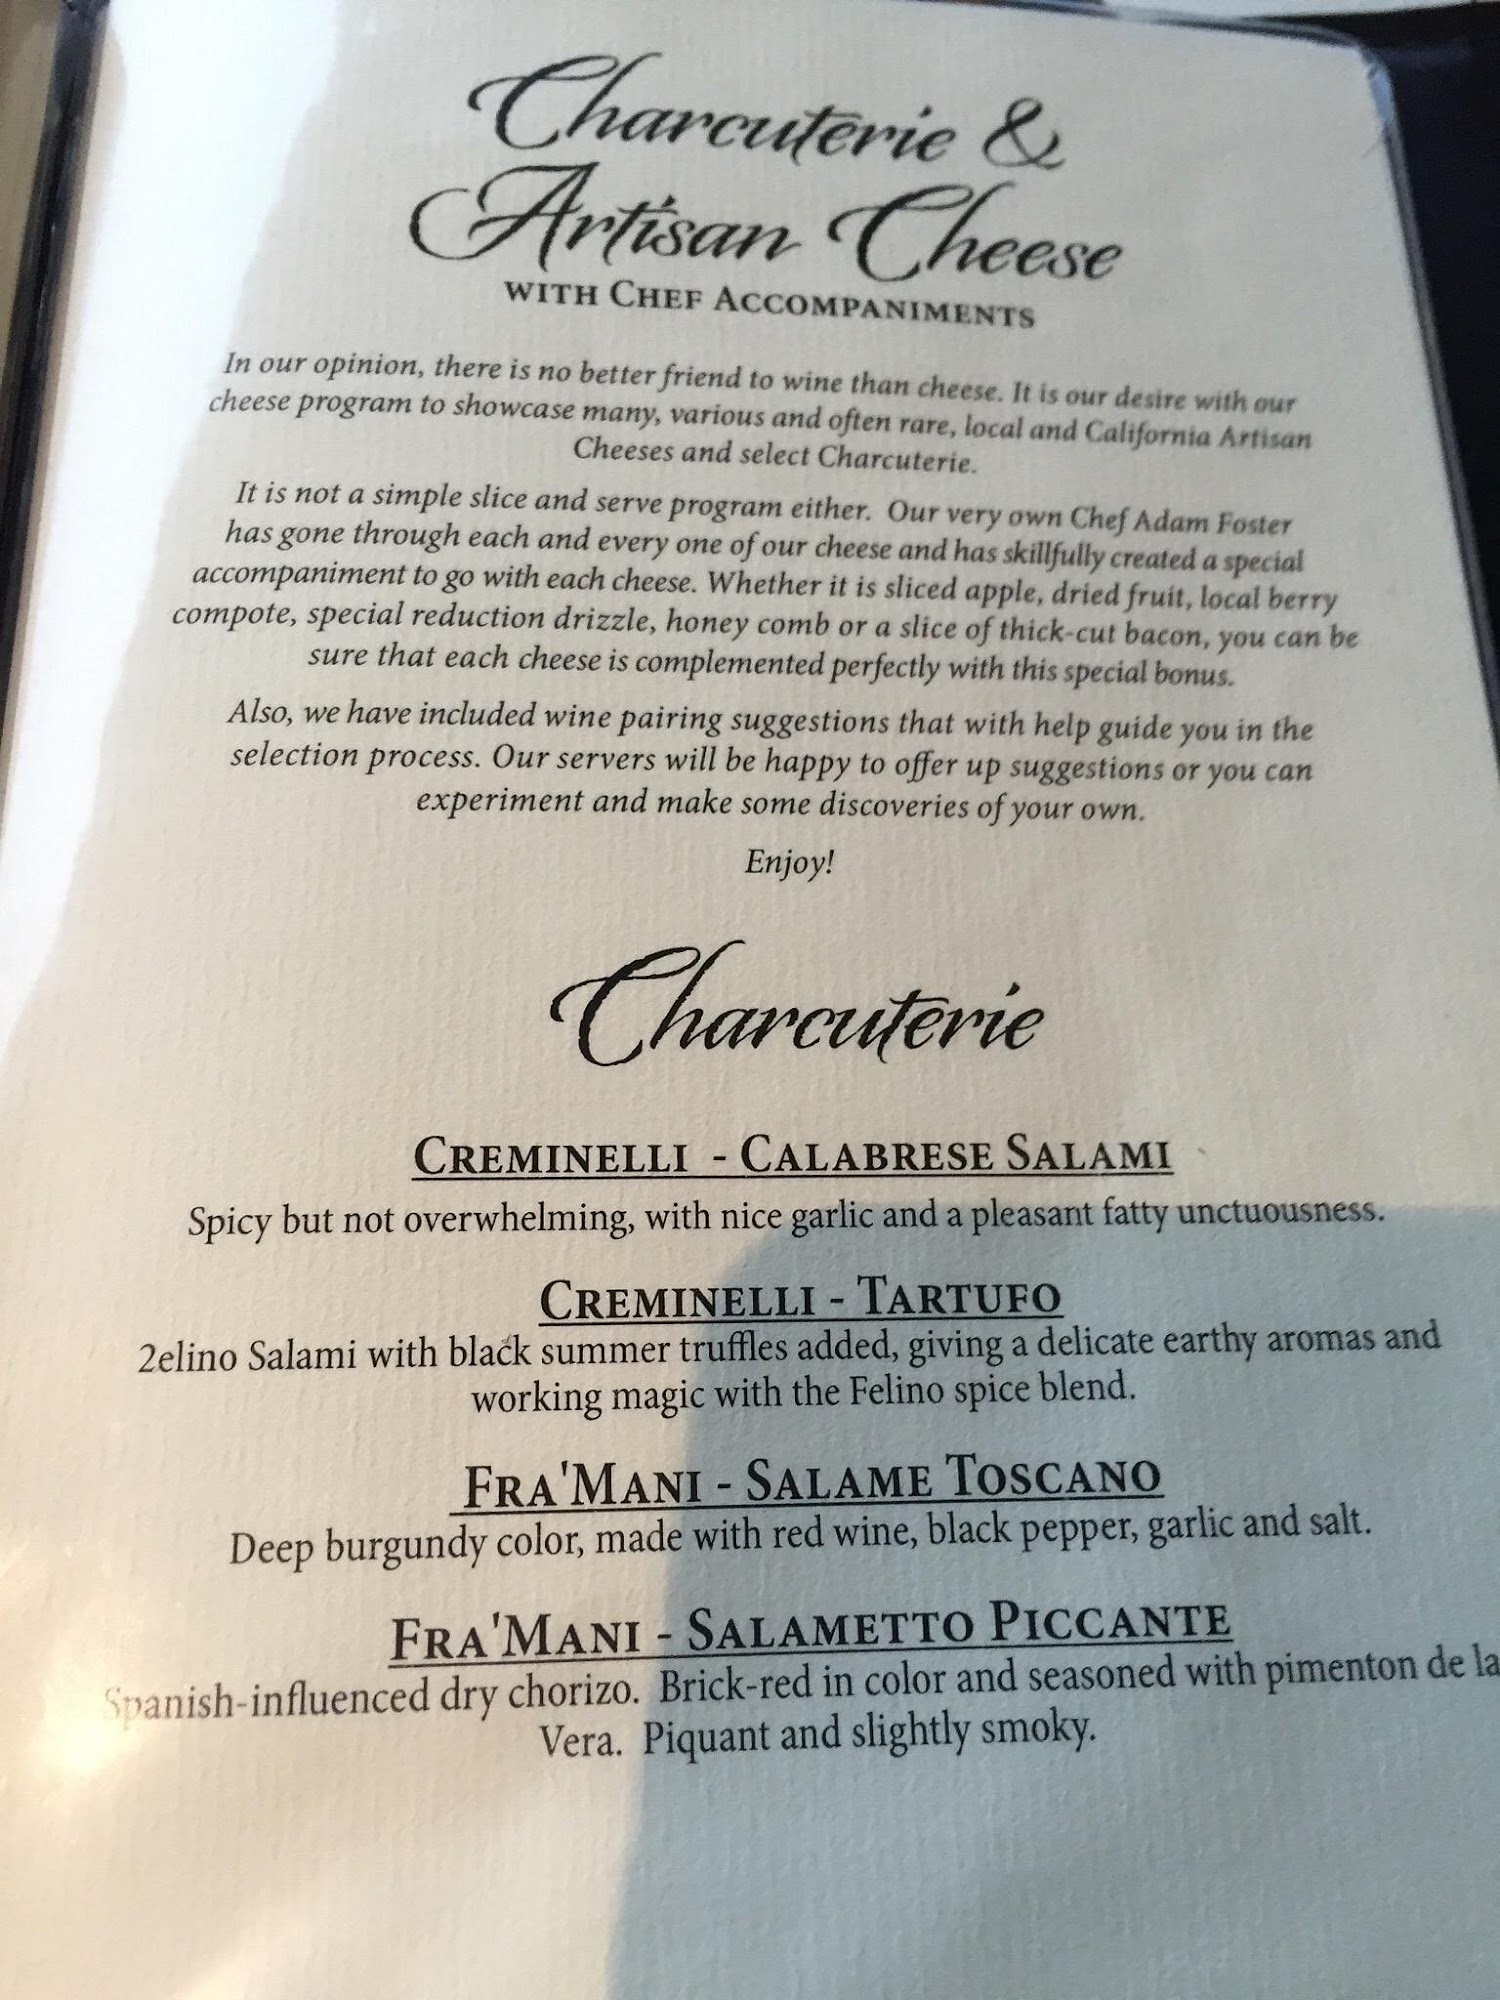 Charcuterie &
Artisan Cheese
WITH CHEF ACCOMPANIMENTS
In our opinion, there is no better friend to wine than cheese. It is our desire with our
cheese program to showcase many, various and often rare, local and California Artisan
Cheeses and select Charcuterie.
It is not a simple slice and serve program either. Our very own Chef Adam Foster
has gone through each and every one of our cheese and has skillfully created a special
accompaniment to go with each cheese. Whether it is sliced apple, dried fruit, local berry
compote, special reduction drizzle, honey comb or a slice of thick-cut bacon, you can be
sure that each cheese is complemented perfectly with this special bonus.
Also, we have included wine pairing suggestions that with help guide you in the
selection process. Our servers will be happy to offer up suggestions or you can
experiment and make some discoveries of your own.
Enjoy!
Charcuterie
CREMINELLI - CALABRESE SALAMI
Spicy but not overwhelming, with nice garlic and a pleasant fatty unctuousness.
CREMINELLI - TARTUFO
2elino Salami with black summer truffles added, giving a delicate earthy aromas and
working magic with the Felino spice blend.
FRA'MANI - SALAME TOSCANO
Deep burgundy color, made with red wine, black pepper, garlic and salt.
FRA'MANI - SALAMETTO PICCANTE
Spanish-influenced dry chorizo. Brick-red in color and seasoned with pimenton de la
Vera. Piquant and slightly smoky.